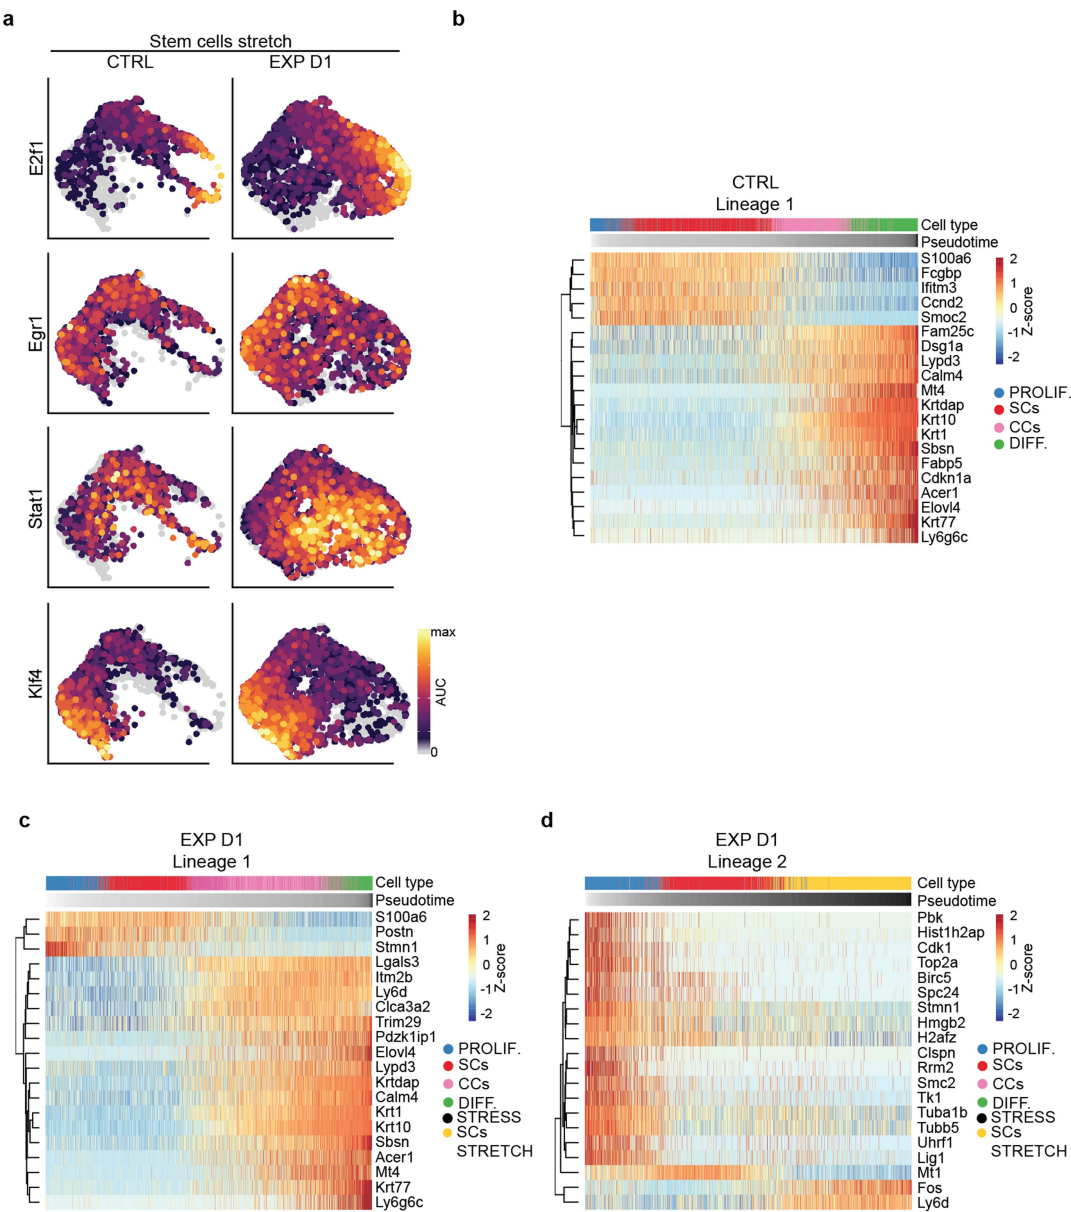 a
Stem cells stretch
CTRL
EXP D1
E2f1
Egr1
Stat1
Klf4
max
AUC
0
b
CTRL
Lineage 1
Cell type
Pseudotime
S100a6
Fcgbp
Ifitm3
Ccnd2
Smoc2
Fam25c
Dsg1a
Lypd3
Calm4
Mt4
Krtdap
Krt10
Krt1
Sbsn
Fabp5
Cdkn1a
Acer1
Elovl4
Krt77
Ly6g6c
2
1
0
-1
-2
Z-score
PROLIF.
SCs
CCs
DIFF.
c
EXP D1
Lineage 1
Cell type
Pseudotime
S100a6
Postn
Stmn1
Lgals3
Itm2b
Ly6d
Clca3a2
Trim29
Pdzk1ip1
Elovl4
Lypd3
Krtdap
Calm4
Krt1
Krt10
Sbsn
Acer1
Mt4
Krt77
Ly6g6c
2
1
0
-1
-2
Z-score
PROLIF.
SCs
CCs
DIFF.
STRESS
SCs
STRETCH
d
EXP D1
Lineage 2
Cell type
Pseudotime
Pbk
Hist1h2ap
Cdk1
Top2a
Birc5
Spc24
Stmn1
Hmgb2
H2afz
Clspn
Rrm2
Smc2
Tk1
Tuba1b
Tubb5
Uhrf1
Lig1
Mt1
Fos
Ly6d
2
1
0
-1
-2
Z-score
PROLIF.
SCs
CCs
DIFF.
STRESS
SCs
STRETCH